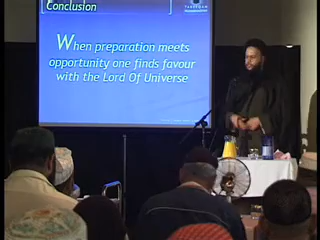 Conclusion
When preparation meets
opportunity one finds favour
with the Lord Of Universe